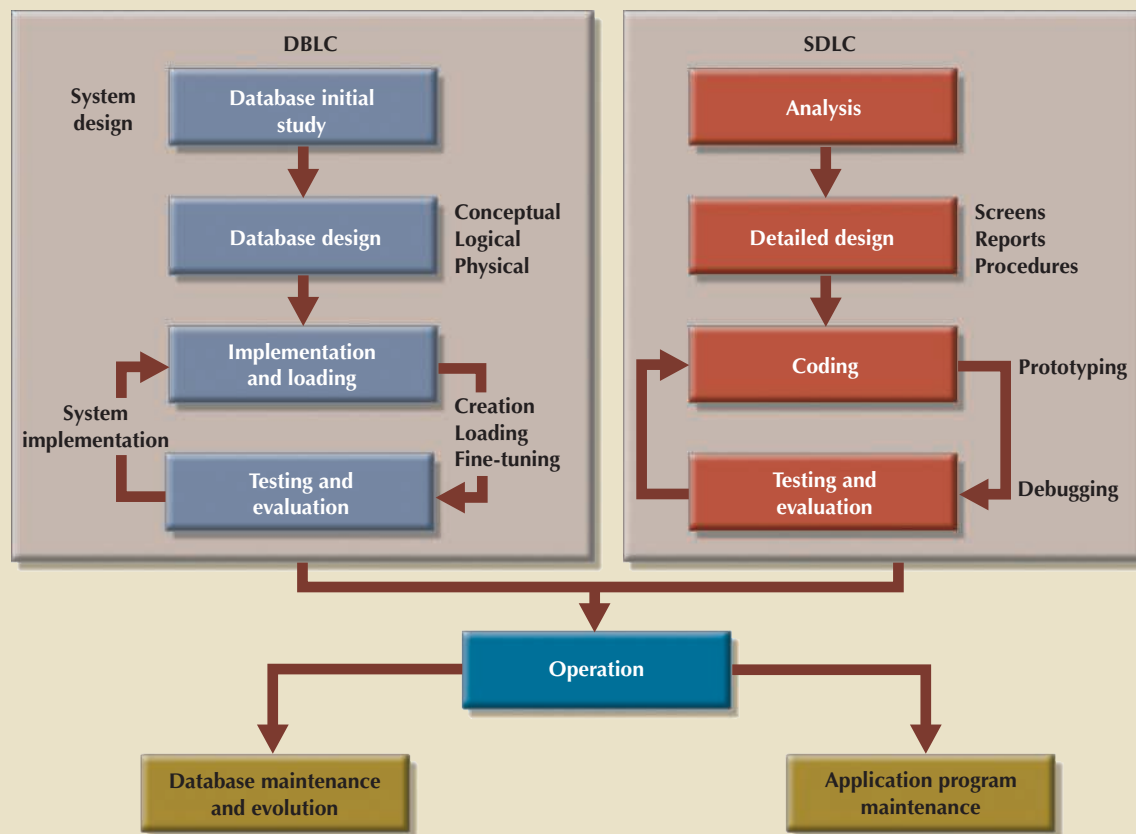 DBLC
System
design
Database initial
study
Database design
Conceptual
Logical
Physical
Implementation
and loading
System
implementation
Creation
Loading
Fine-tuning
Testing and
evaluation
SDLC
Analysis
Detailed design
Screens
Reports
Procedures
Coding
Prototyping
Testing and
evaluation
Debugging
Operation
Database maintenance
and evolution
Application program
maintenance